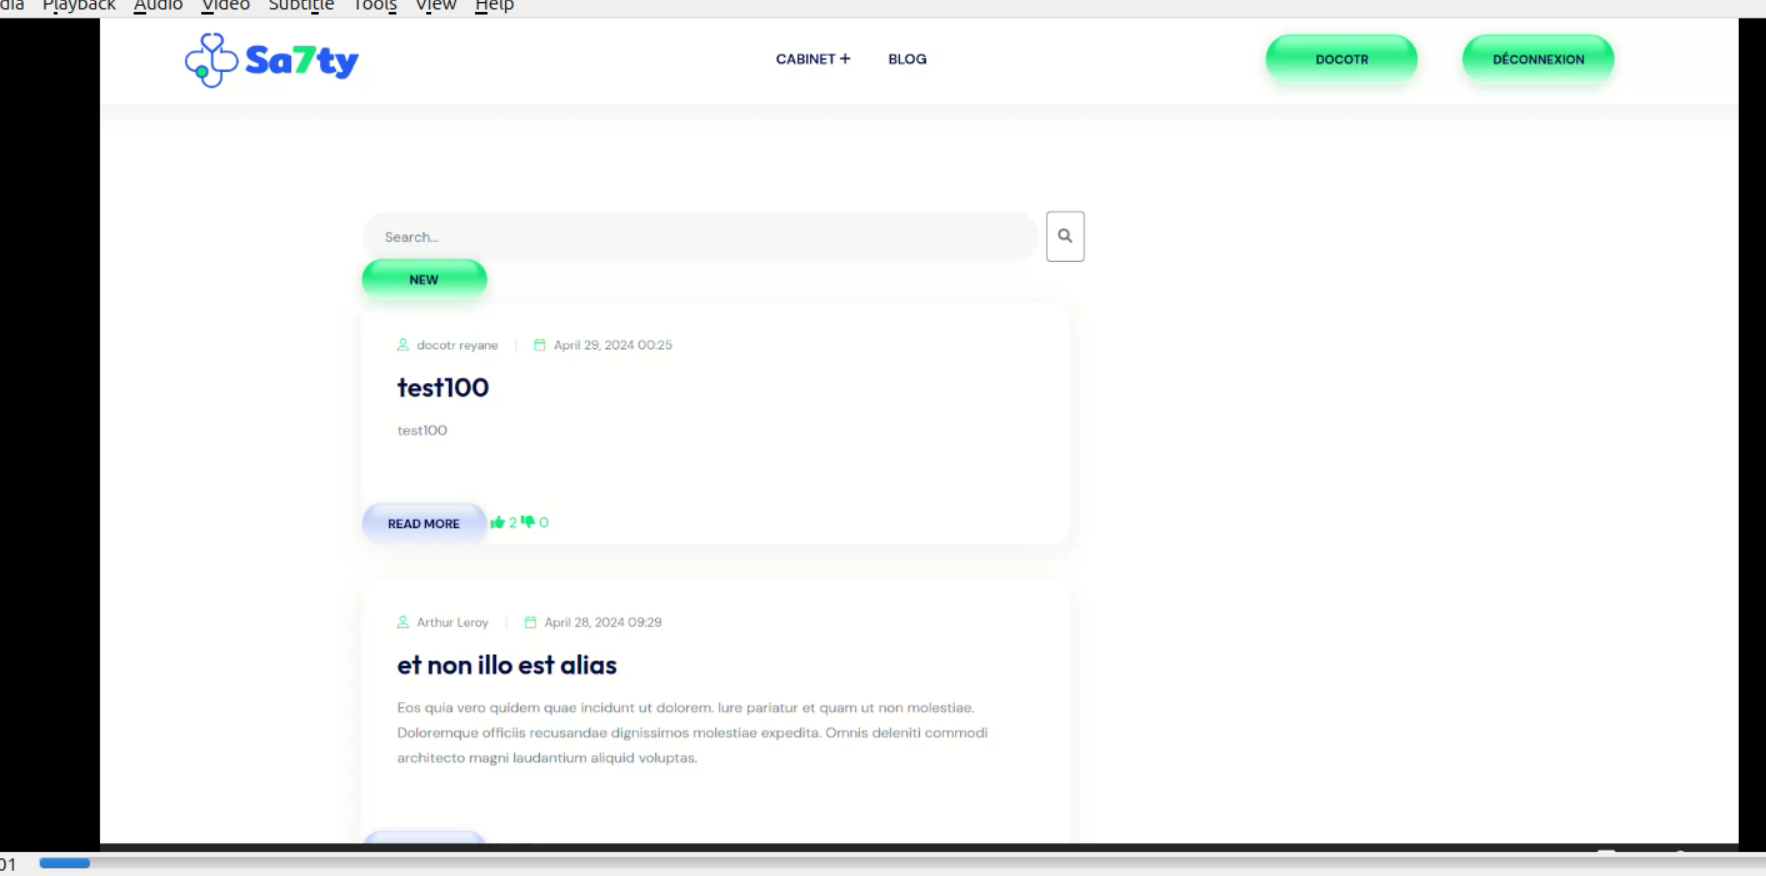 dia Playback Audio Video Subtitle Tools View Help
Sa7ty
CABINET + BLOG
DOCOTR DÉCONNEXION
Search...
NEW
docotr reyane April 29, 2024 00:25
test100
test100
READ MORE 2 0
Arthur Leroy April 28, 2024 09:29
et non illo est alias
Eos quia vero quidem quae incidunt ut dolorem. Iure pariatur et quam ut non molestiae.
Doloremque officiis recusandae dignissimos molestiae expedita. Omnis deleniti commodi
architecto magni laudantium aliquid voluptas.
01